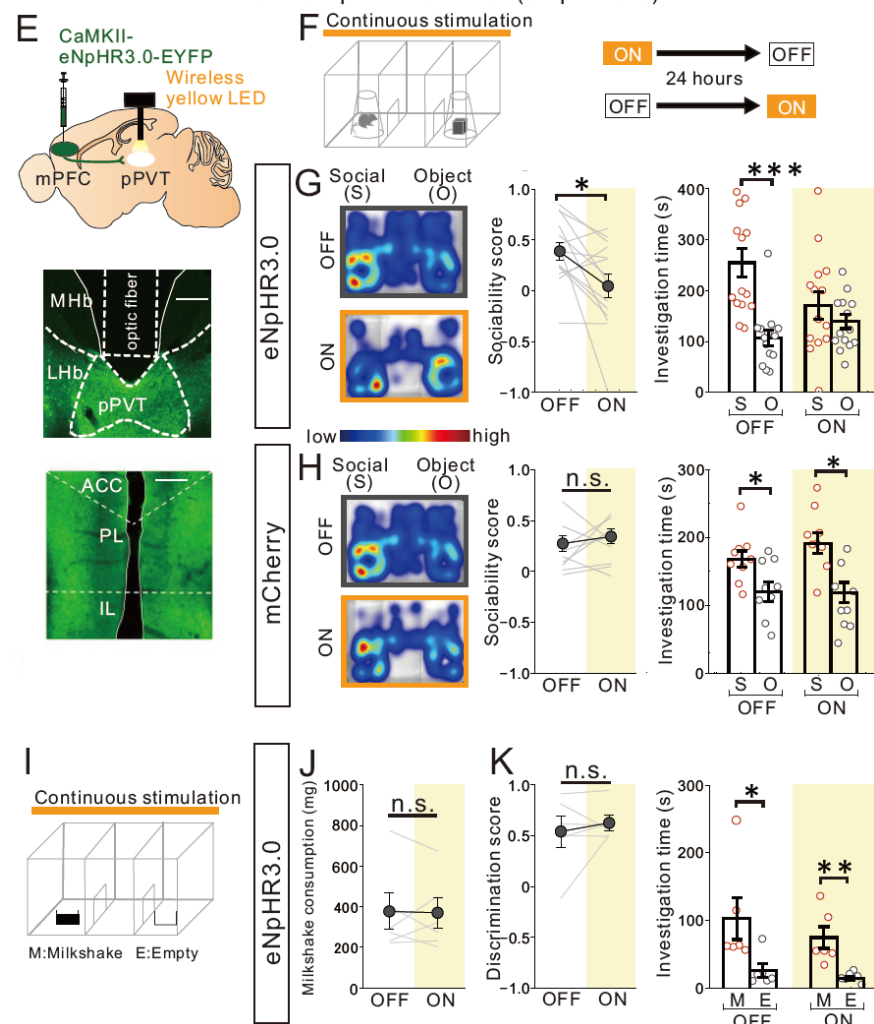 E
CaMKII-
eNpHR3.0-EYFP
Wireless
yellow LED
mPFC
pPVT
MHb
optic fiber
LHb
pPVT
ACC
PL
IL
F
Continuous stimulation
ON
OFF
24 hours
OFF
ON
eNpHR3.0
G
Social
(S)
Object
(O)
OFF
ON
low
high
Sociability score
1.0
0.5
0
−0.5
−1.0
OFF
ON
*
Investigation time (s)
400
300
200
100
0
***
S O S O
OFF ON
mCherry
H
Social
(S)
Object
(O)
OFF
ON
Sociability score
1.0
0.5
0
−0.5
−1.0
n.s.
OFF ON
Investigation time (s)
300
200
100
0
*
*
S O S O
OFF ON
I
Continuous stimulation
M:Milkshake E:Empty
eNpHR3.0
J
Milkshake consumption (mg)
1000
800
600
400
200
0
n.s.
OFF ON
K
Discrimination score
1.0
0.5
0
−0.5
−1.0
n.s.
OFF ON
Investigation time (s)
300
200
100
0
*
**
M E M E
OFF ON